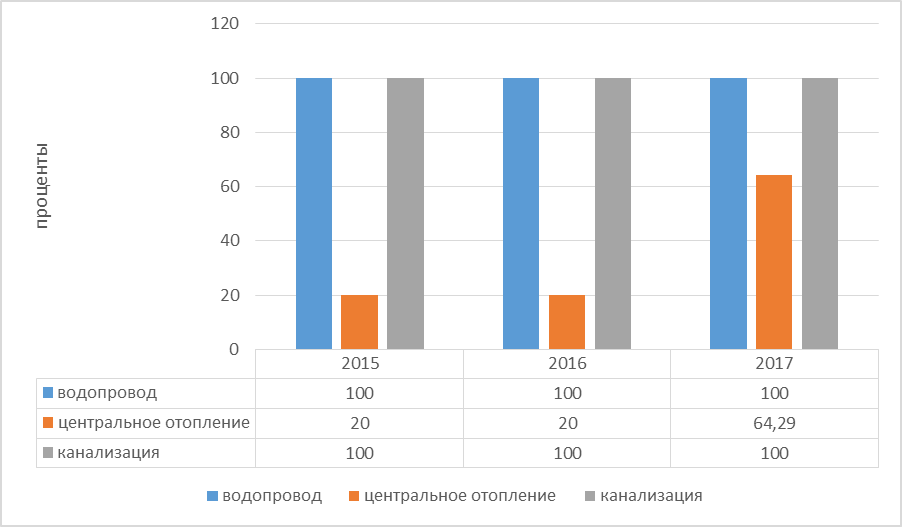 проценты
120
100
80
60
40
20
0
2015 2016 2017
водопровод 100 100 100
центральное отопление 20 20 64,29
канализация 100 100 100
водопровод центральное отопление канализация